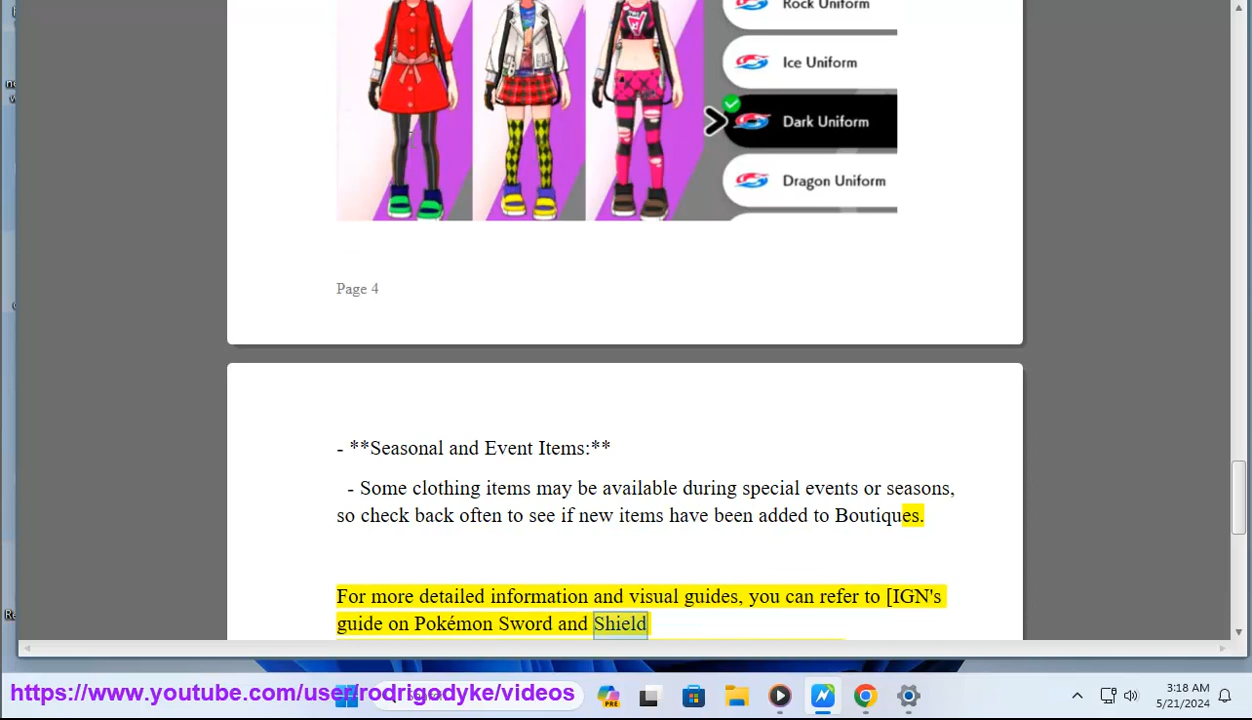 Rock Uniform
Ice Uniform
Dark Uniform
Dragon Uniform
Page 4
- **Seasonal and Event Items:**
- Some clothing items may be available during special events or seasons,
so check back often to see if new items have been added to Boutiques.
For more detailed information and visual guides, you can refer to [IGN's
guide on Pokémon Sword and Shield
https://www.youtube.com/user/rodrigodyke/videos
PRE
3:18 AM
5/21/2024